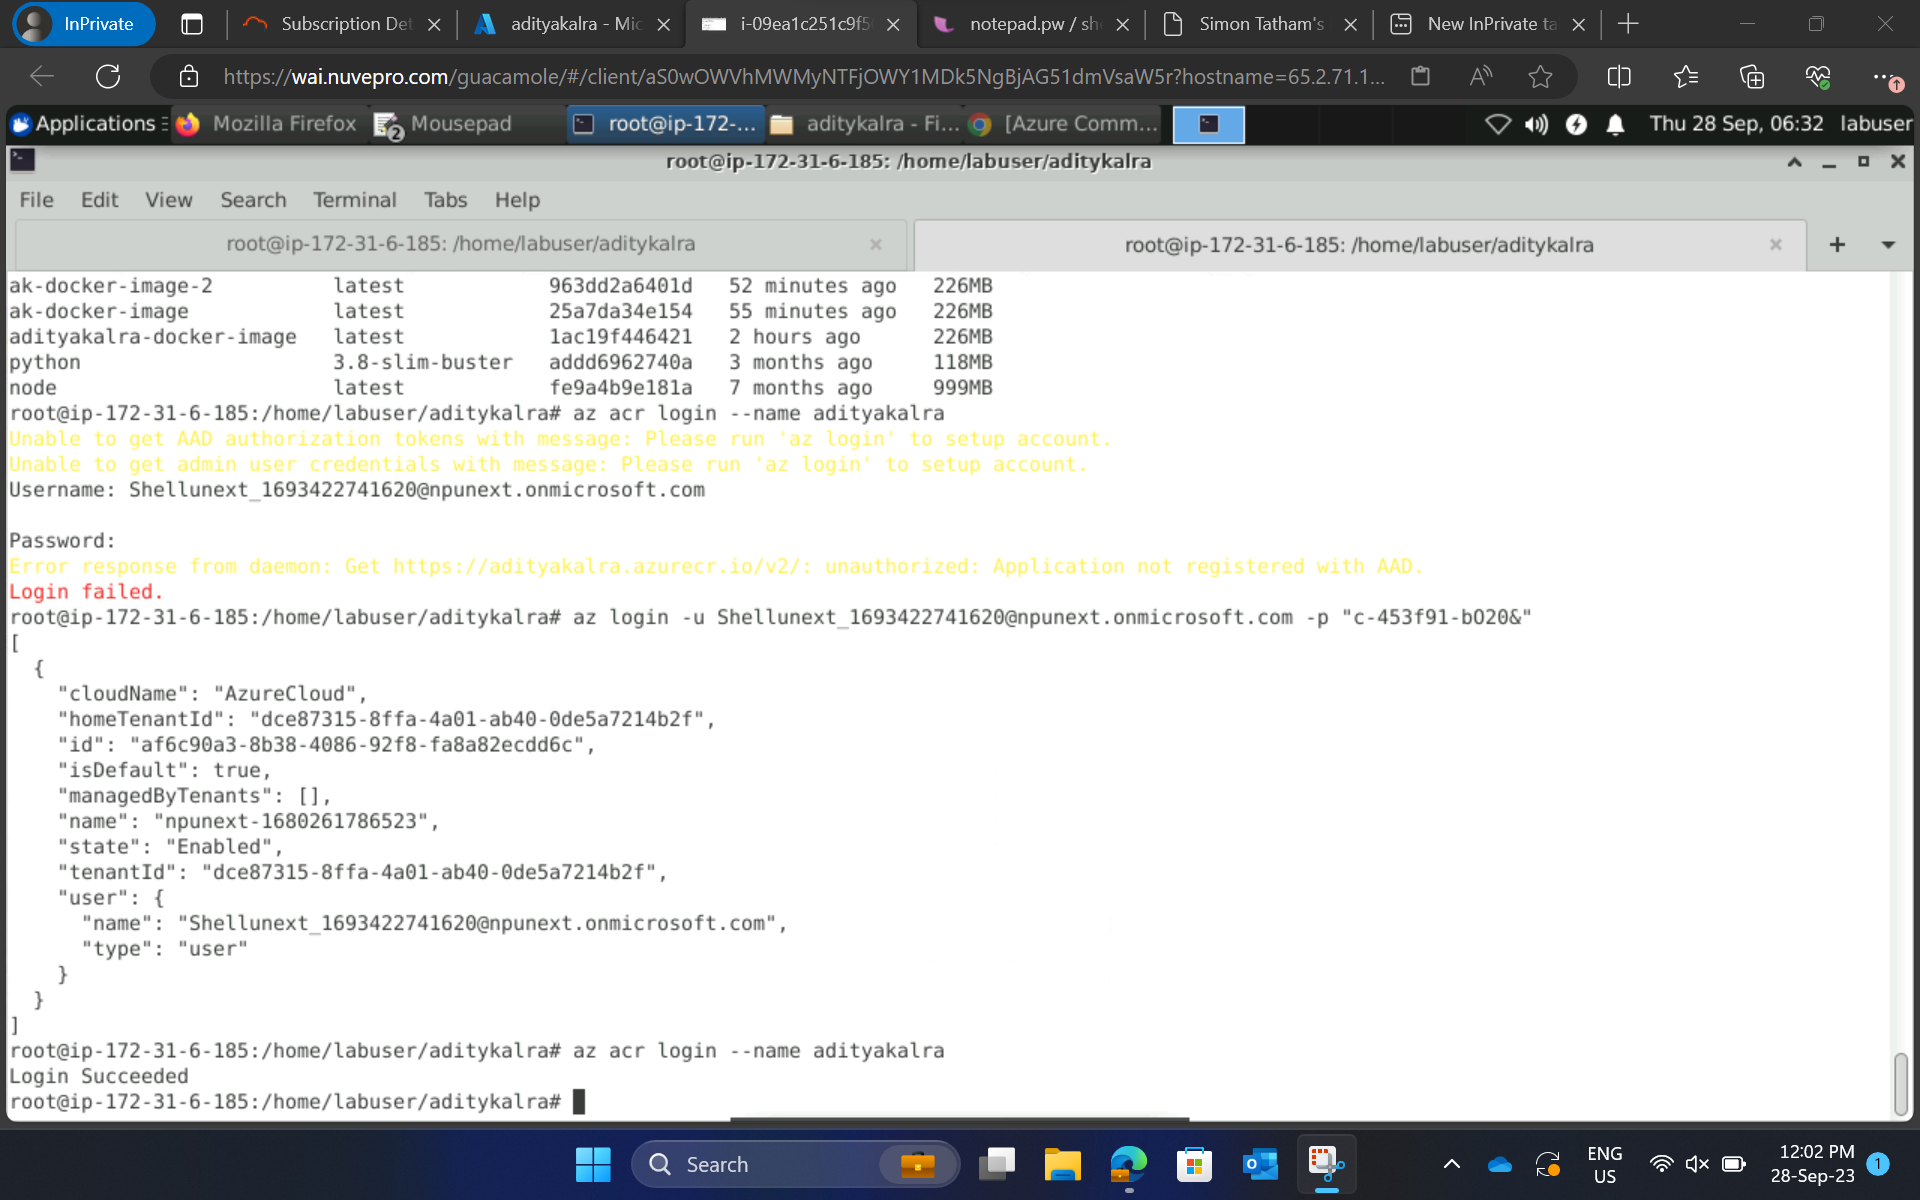 InPrivate
Subscription Det
adityakalra - Mic
i-09ea1c251c9f5
notepad.pw / sh
Simon Tatham's
New InPrivate ta
https://wai.nuvepro.com/guacamole/#/client/aS0wOWVhMWMyNTFjOWY1MDk5NgBjAG51dmVsaW5r?hostname=65.2.71.1...
Applications
Mozilla Firefox
2
Mousepad
root@ip-172-...
aditykalra - Fi...
[Azure Comm...
Thu 28 Sep, 06:32
labuser
root@ip-172-31-6-185: /home/labuser/aditykalra
File Edit View Search Terminal Tabs Help
root@ip-172-31-6-185: /home/labuser/aditykalra
root@ip-172-31-6-185: /home/labuser/aditykalra
ak-docker-image-2 latest 963dd2a6401d 52 minutes ago 226MB
ak-docker-image latest 25a7da34e154 55 minutes ago 226MB
adityakalra-docker-image latest 1ac19f446421 2 hours ago 226MB
python 3.8-slim-buster addd6962740a 3 months ago 118MB
node latest fe9a4b9e181a 7 months ago 999MB
root@ip-172-31-6-185:/home/labuser/aditykalra# az acr login --name adityakalra
Unable to get AAD authorization tokens with message: Please run 'az login' to setup account.
Unable to get admin user credentials with message: Please run 'az login' to setup account.
Username: Shellunext_1693422741620@npunext.onmicrosoft.com
Password:
Error response from daemon: Get https://adityakalra.azurecr.io/v2/: unauthorized: Application not registered with AAD.
Login failed.
root@ip-172-31-6-185:/home/labuser/aditykalra# az login -u Shellunext_1693422741620@npunext.onmicrosoft.com -p "c-453f91-bO20&"
[
{
"cloudName": "AzureCloud",
"homeTenantId": "dce87315-8ffa-4a01-ab40-0de5a7214b2f",
"id": "af6c90a3-8b38-4086-92f8-fa8a82ecdd6c",
"isDefault": true,
"managedByTenants": [],
"name": "npunext-1680261786523",
"state": "Enabled",
"tenantId": "dce87315-8ffa-4a01-ab40-0de5a7214b2f",
"user": {
"name": "Shellunext_1693422741620@npunext.onmicrosoft.com",
"type": "user"
}
}
]
root@ip-172-31-6-185:/home/labuser/aditykalra# az acr login --name adityakalra
Login Succeeded
root@ip-172-31-6-185:/home/labuser/aditykalra#
Search
ENG
US
12:02 PM
28-Sep-23
1